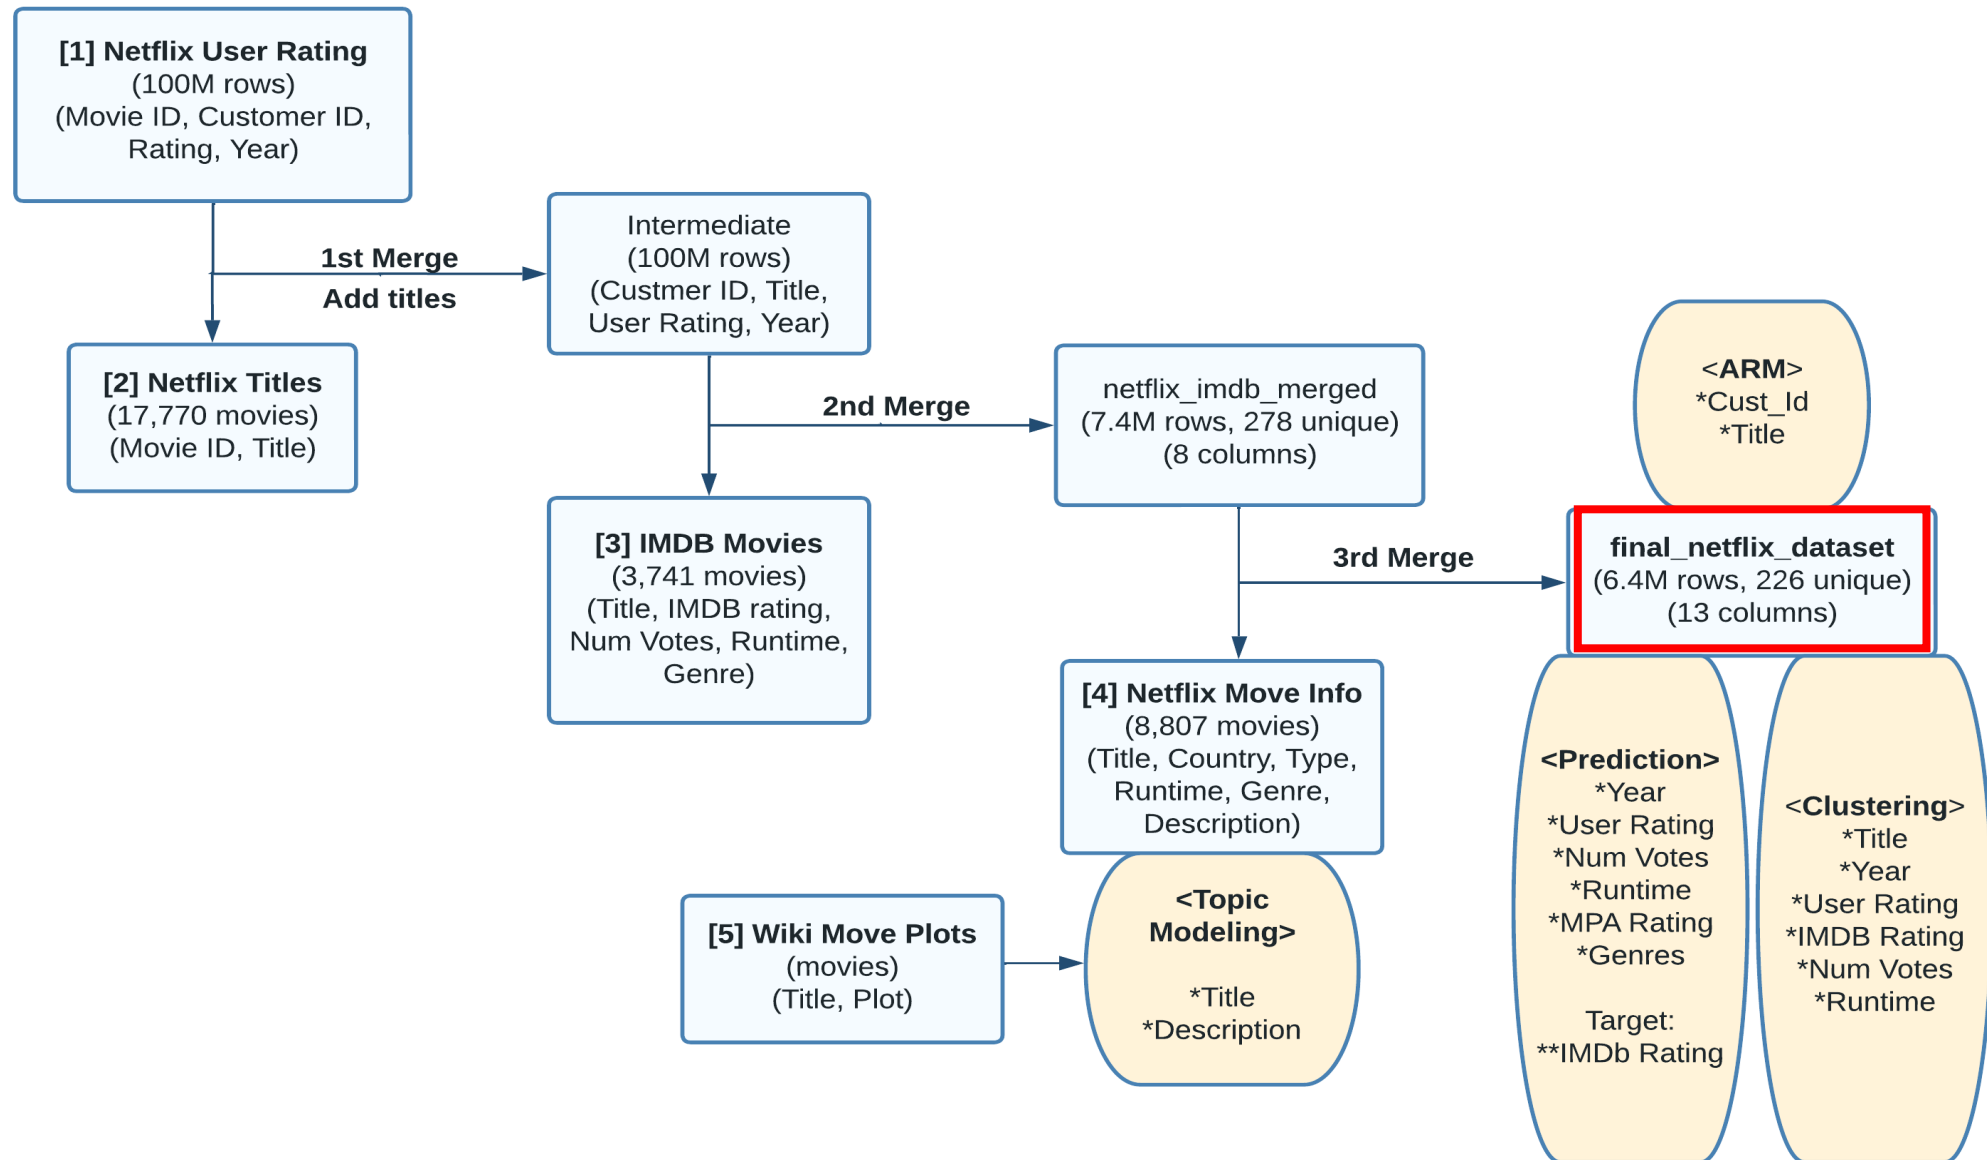 [1] Netflix User Rating
(100M rows)
(Movie ID, Customer ID,
Rating, Year)
1st Merge
Add titles
[2] Netflix Titles
(17,770 movies)
(Movie ID, Title)
Intermediate
(100M rows)
(Custmer ID, Title,
User Rating, Year)
2nd Merge
[3] IMDB Movies
(3,741 movies)
(Title, IMDB rating,
Num Votes, Runtime,
Genre)
netflix_imdb_merged
(7.4M rows, 278 unique)
(8 columns)
3rd Merge
[4] Netflix Move Info
(8,807 movies)
(Title, Country, Type,
Runtime, Genre,
Description)
[5] Wiki Move Plots
(movies)
(Title, Plot)
<Topic
Modeling>
*Title
*Description
<ARM>
*Cust_Id
*Title
final_netflix_dataset
(6.4M rows, 226 unique)
(13 columns)
<Prediction>
*Year
*User Rating
*Num Votes
*Runtime
*MPA Rating
*Genres
Target:
**IMDb Rating
<Clustering>
*Title
*Year
*User Rating
*IMDB Rating
*Num Votes
*Runtime